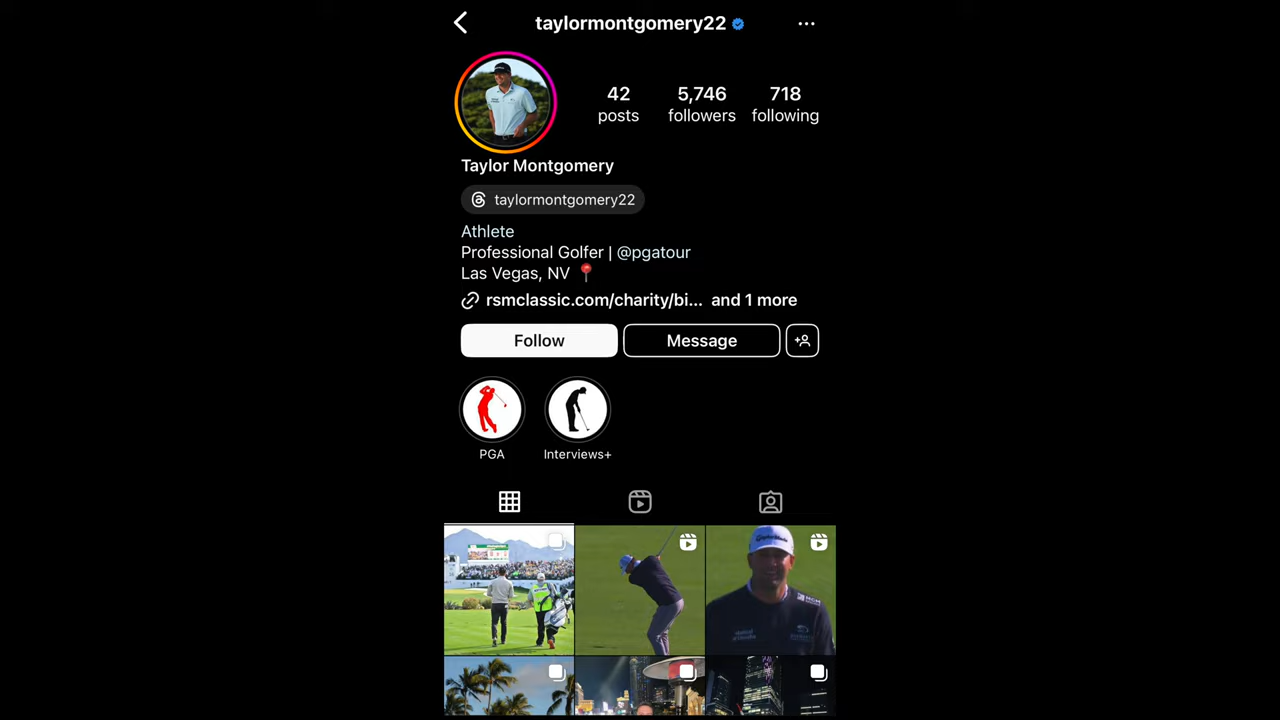 taylormontgomery22
42
posts
5,746
followers
718
following
Taylor Montgomery
taylormontgomery22
Athlete
Professional Golfer | @pgatour
Las Vegas, NV 📍
rsmclassic.com/charity/bi... and 1 more
Follow
Message
PGA
Interviews+
TaylorMade